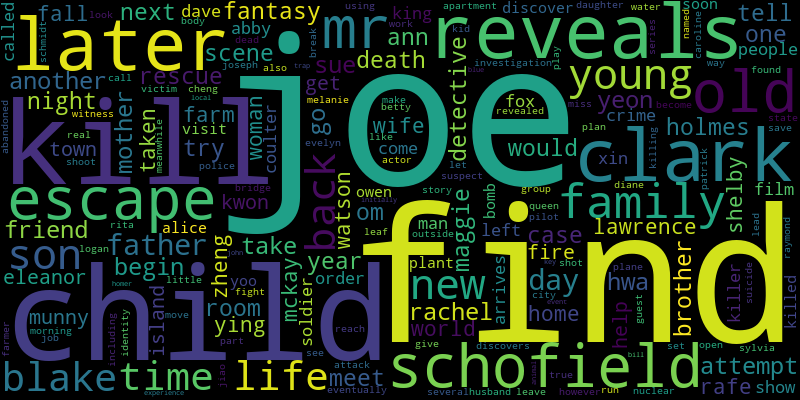 called
another
night
town
kill
fall
look
next
dave
fantasy
abby
scene
later
rescue
mother
taken
meanwhile
farm
visit
try
body
mr
sue
get
go
king
work
ann
death
wife
come
actor
apartment
using
daughter
discover
detective
reveals
fox
revealed
would
named
caroline
soon
series
water
tell
one
way
people
found
young
old
crime
holmes
miss
become
state
save
joe
clark
abandoned
real
shoot
witness
victim
call
joseph
cheng
local
police
dead
also
trap
woman
coulter
break
kid
melanie
make
betty
like
evelyn
play
investigation
yeon
killing
plan
patrick
escape
friend
son
father
begin
eleanor
alice
kwon
back
watson
owen
om
man
story
group
queen
pilot
outside
leaf
maggie
bomb
suspect
xin
family
shelby
film
lawrence
diane
lead
bridge
rita
logan
take
year
zheng
yoo
mckay
new
left
case
fire
day
hwa
brother
help
killer
suicide
raymond
killed
child
munny
morning
job
island
identity
room
ying
order
soldier
fight
little
move
part
plant
rachel
world
arrives
home
city
plane
shot
guest
find
farmer
blake
time
life
jiao
meet
see
attack
eventually
reach
give
discovers
schofield
several
husband
leave
however
run
true
nuclear
set
open
sylvia
attempt
rafe
show
bill
experience
including
homer
john
initially
event